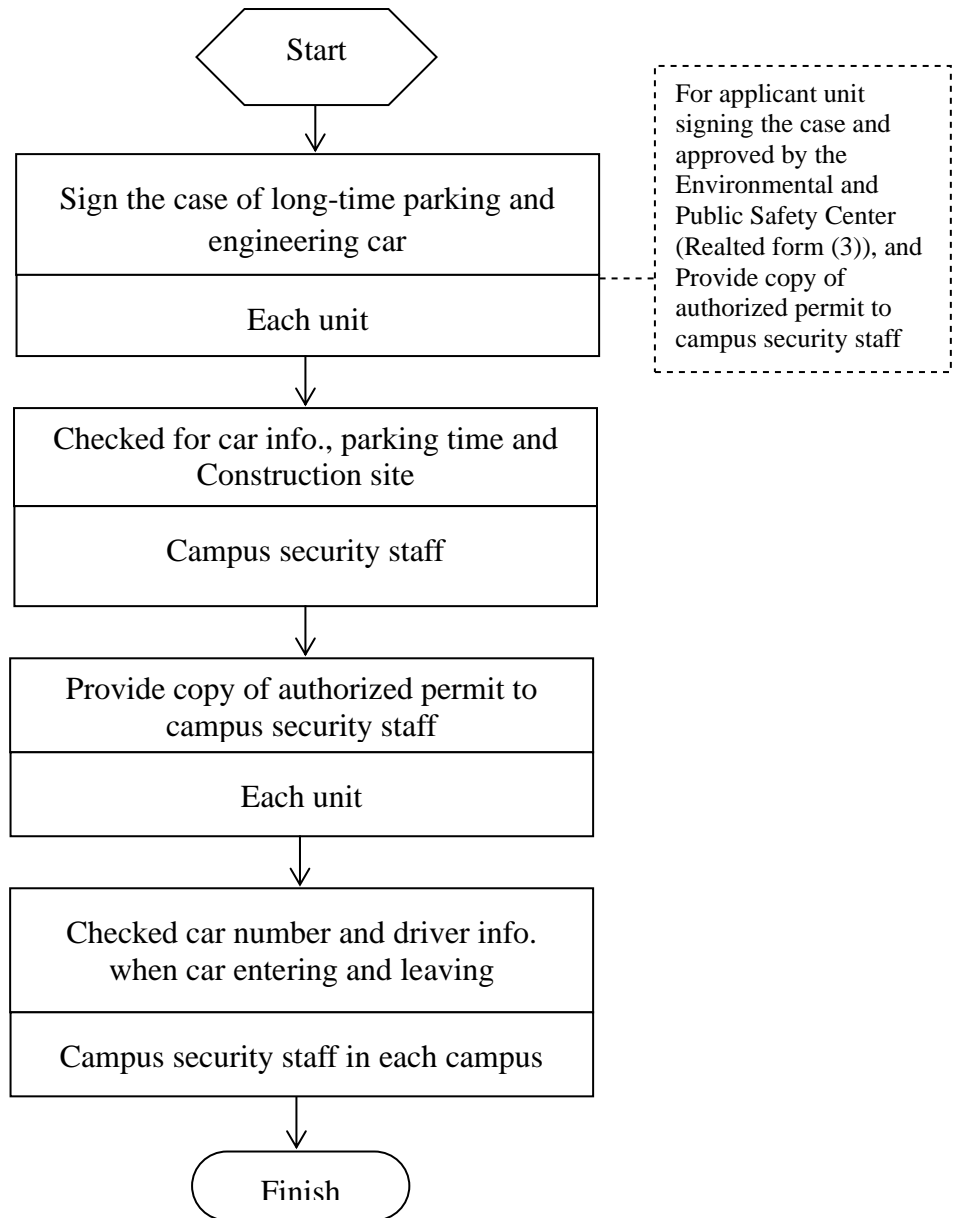 Start
For applicant unit
signing the case and
approved by the
Environmental and
Public Safety Center
(Realted form (3)), and
Provide copy of
authorized permit to
campus security staff
Sign the case of long-time parking and
engineering car
Each unit
Checked for car info., parking time and
Construction site
Campus security staff
Provide copy of authorized permit to
campus security staff
Each unit
Checked car number and driver info.
when car entering and leaving
Campus security staff in each campus
Finish